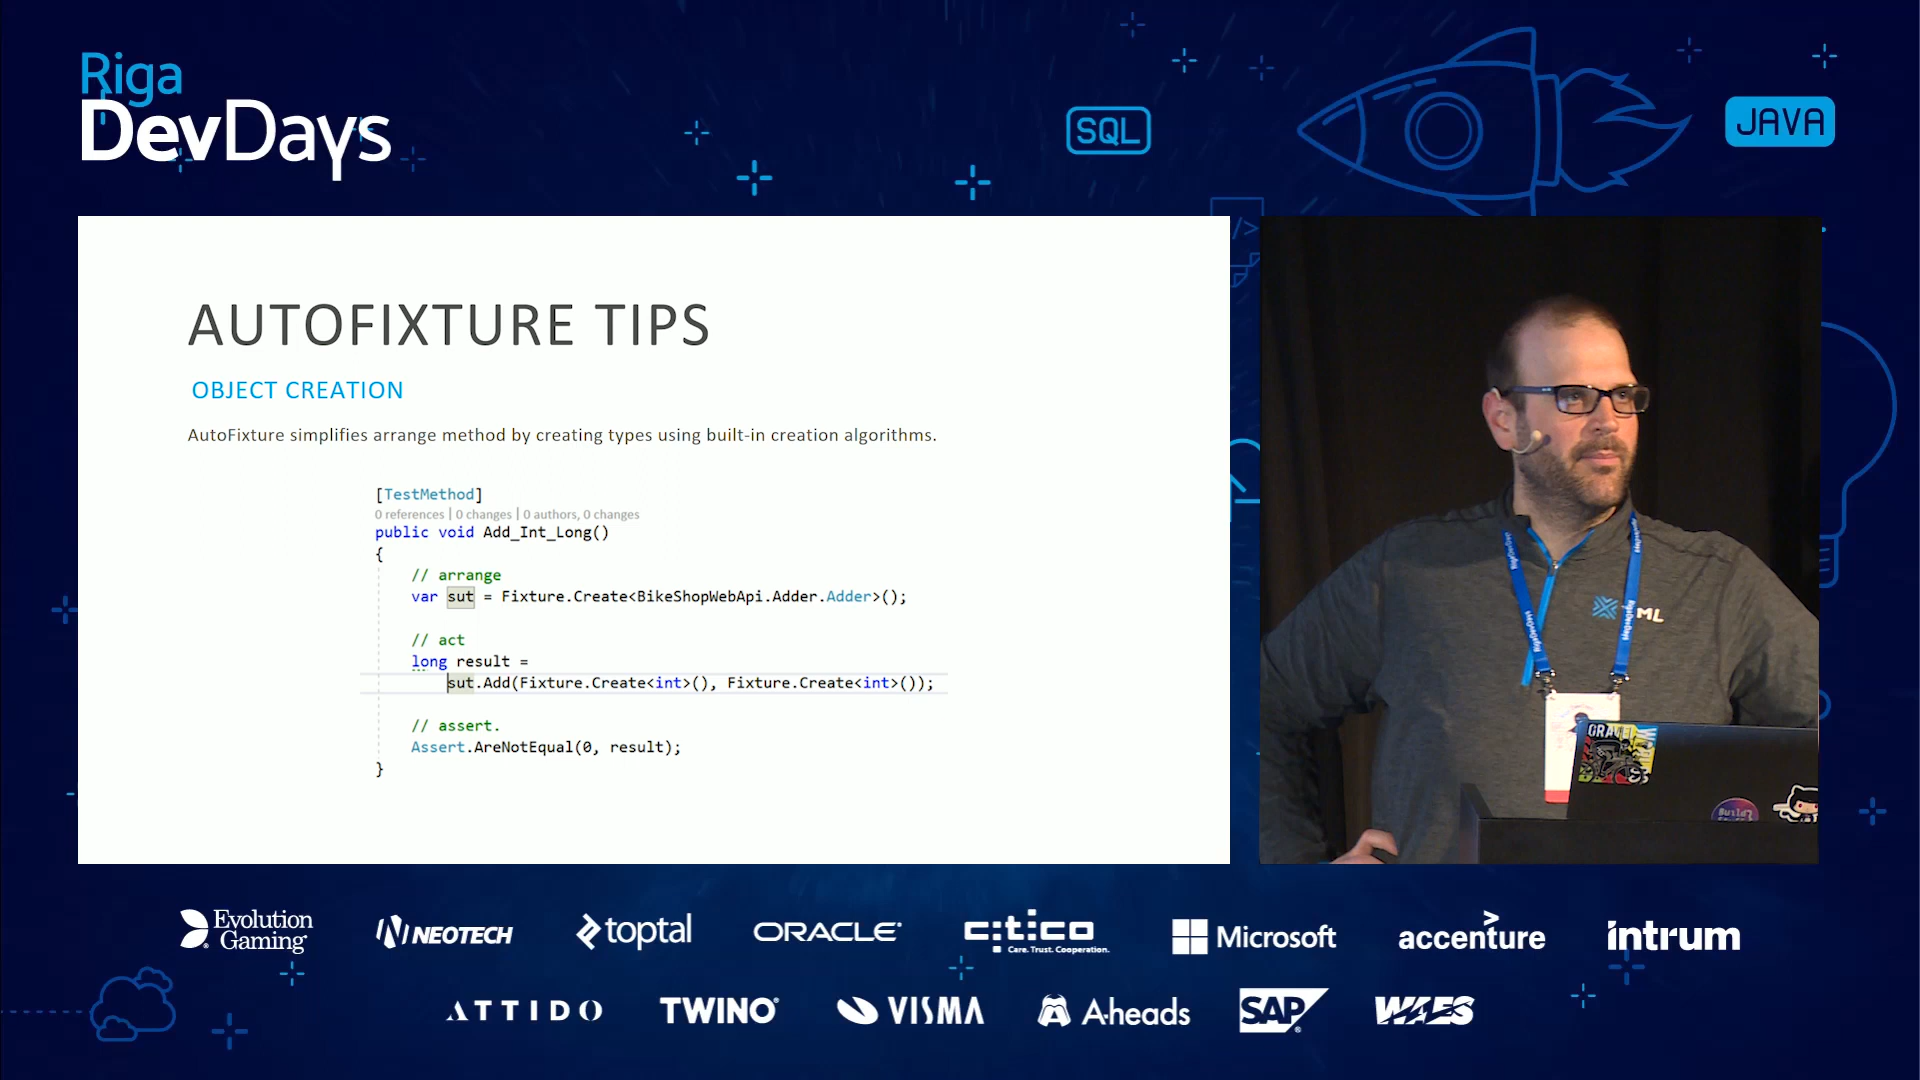 Riga
DevDays
SQL
JAVA
</>
AUTOFIXTURE TIPS
OBJECT CREATION
AutoFixture simplifies arrange method by creating types using built-in creation algorithms.
[TestMethod]
0 references | 0 changes | 0 authors, 0 changes
public void Add_Int_Long()
{
// arrange
var sut = Fixture.Create<BikeShopWebApi.Adder.Adder>();
// act
long result =
sut.Add(Fixture.Create<int>(), Fixture.Create<int>());
// assert.
Assert.AreNotEqual(0, result);
}
ML
Evolution
Gaming
NEOTECH
toptal
ORACLE
citico
Care. Trust. Cooperation.
Microsoft
accenture
intrum
ATTIDO
TWINO
VISMA
A-heads
SAP